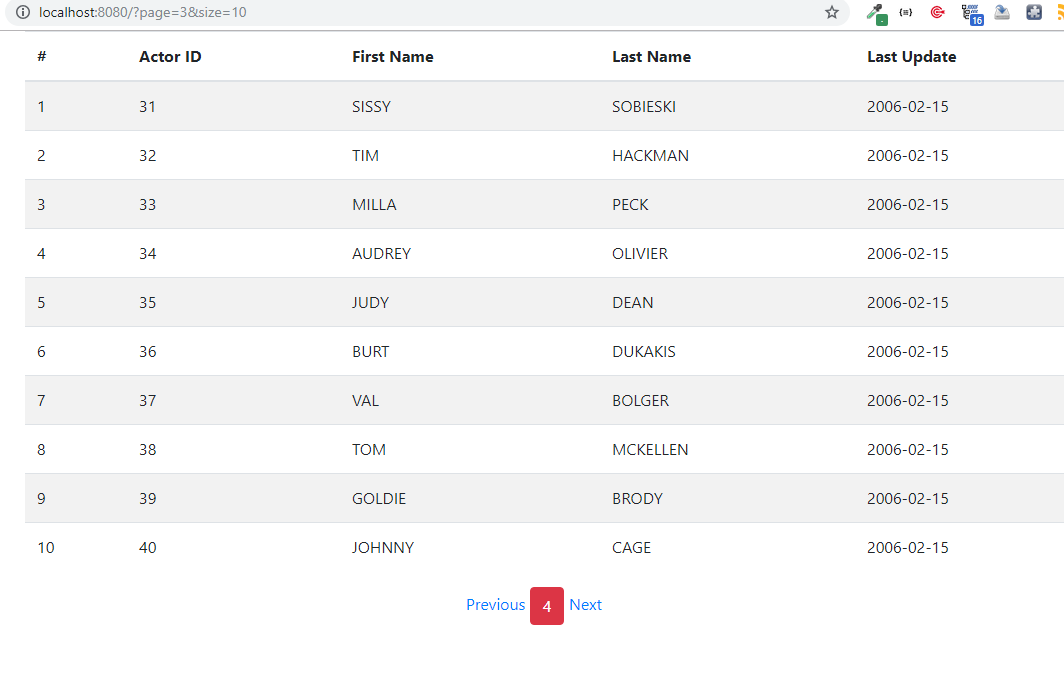 localhost:8080/?page=3&size=10
16
# Actor ID First Name Last Name Last Update
1 31 SISSY SOBIESKI 2006-02-15
2 32 TIM HACKMAN 2006-02-15
3 33 MILLA PECK 2006-02-15
4 34 AUDREY OLIVIER 2006-02-15
5 35 JUDY DEAN 2006-02-15
6 36 BURT DUKAKIS 2006-02-15
7 37 VAL BOLGER 2006-02-15
8 38 TOM MCKELLEN 2006-02-15
9 39 GOLDIE BRODY 2006-02-15
10 40 JOHNNY CAGE 2006-02-15
Previous 4 Next